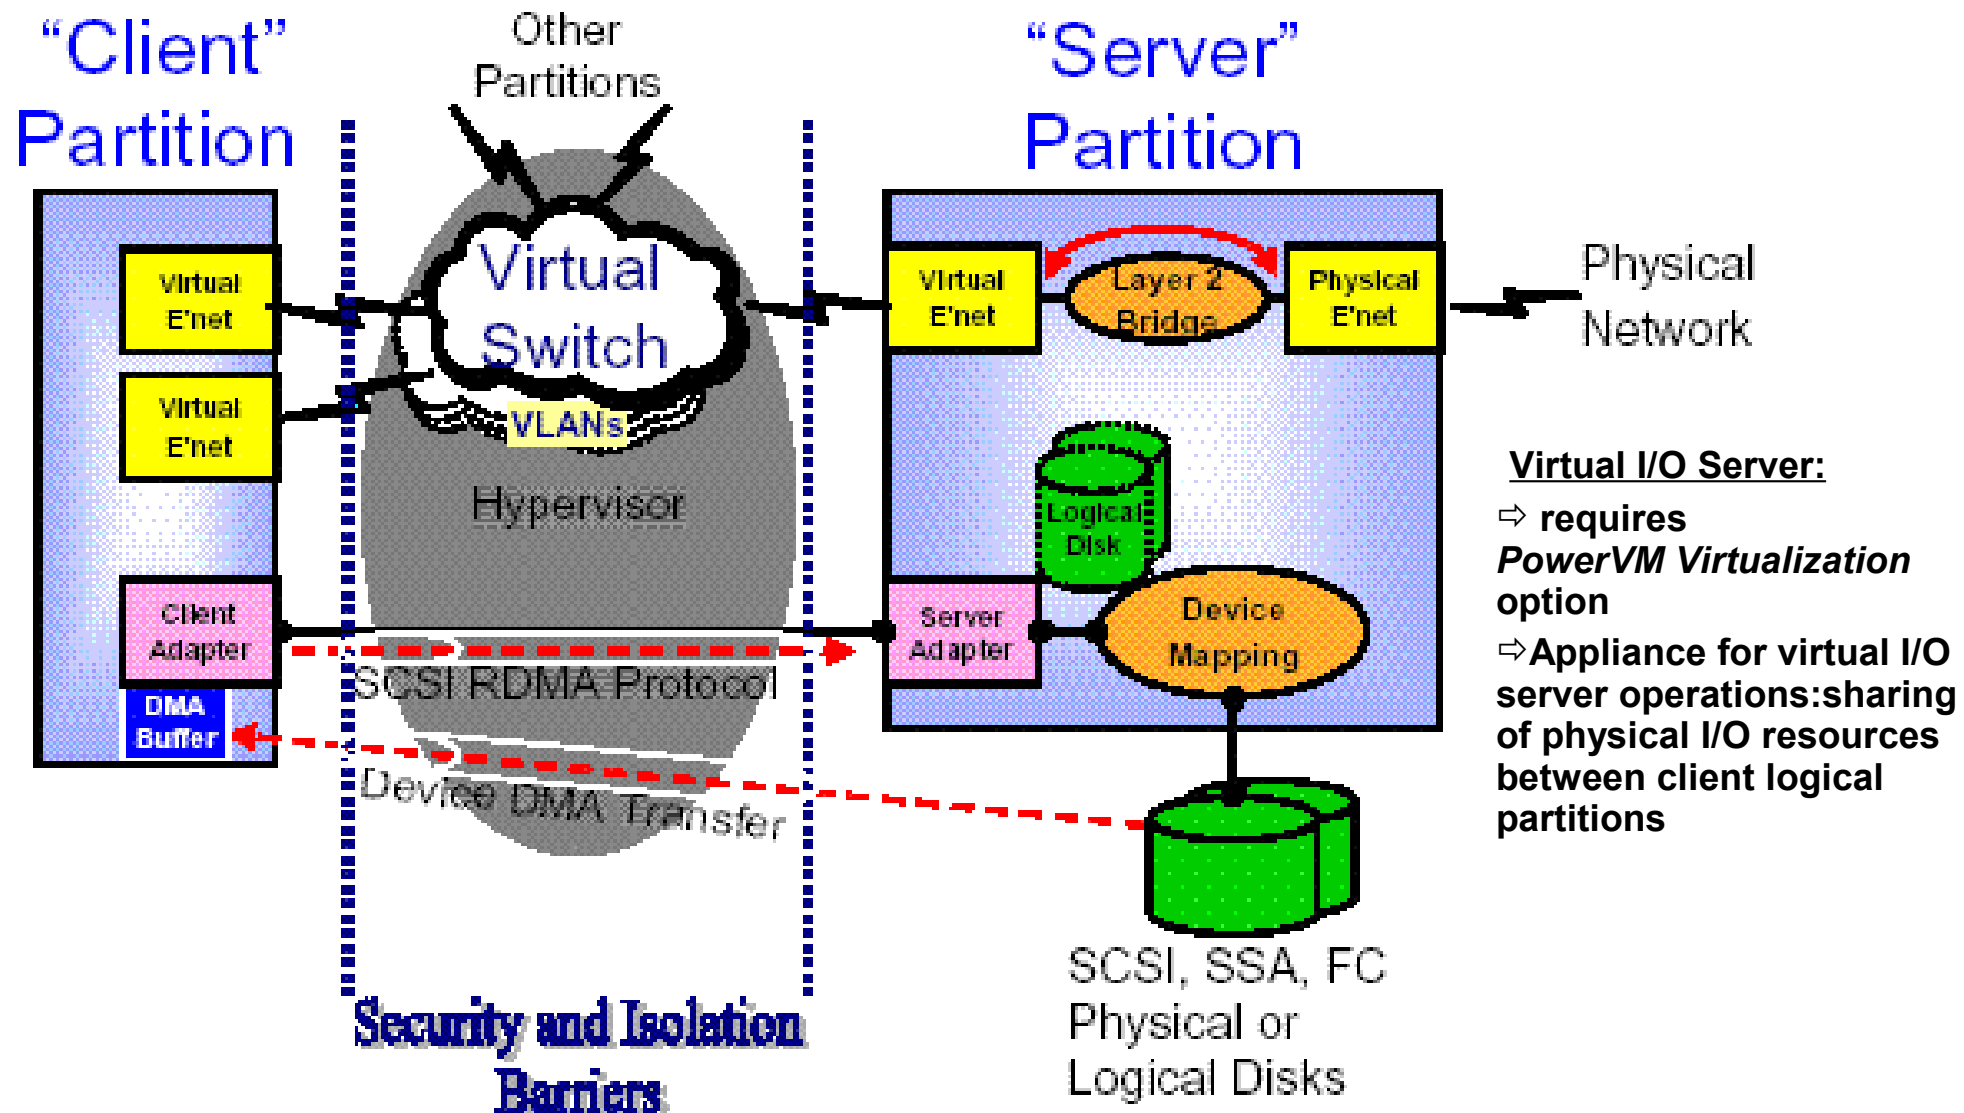 “Client”
Partition
Other
Partitions
“Server”
Partition
Virtual
E'net
Virtual
E'net
Client
Adapter
DMA
Buffer
Virtual
Switch
VLANs
Hypervisor
SCSI RDMA Protocol
Device DMA Transfer
Security and Isolation
Barriers
Virtual
E'net
Layer 2
Bridge
Physical
E'net
Physical
Network
Logical
Disk
Server
Adapter
Device
Mapping
SCSI, SSA, FC
Physical or
Logical Disks
Virtual I/O Server:
⇨ requires
PowerVM Virtualization
option
⇨Appliance for virtual I/O
server operations:sharing
of physical I/O resources
between client logical
partitions